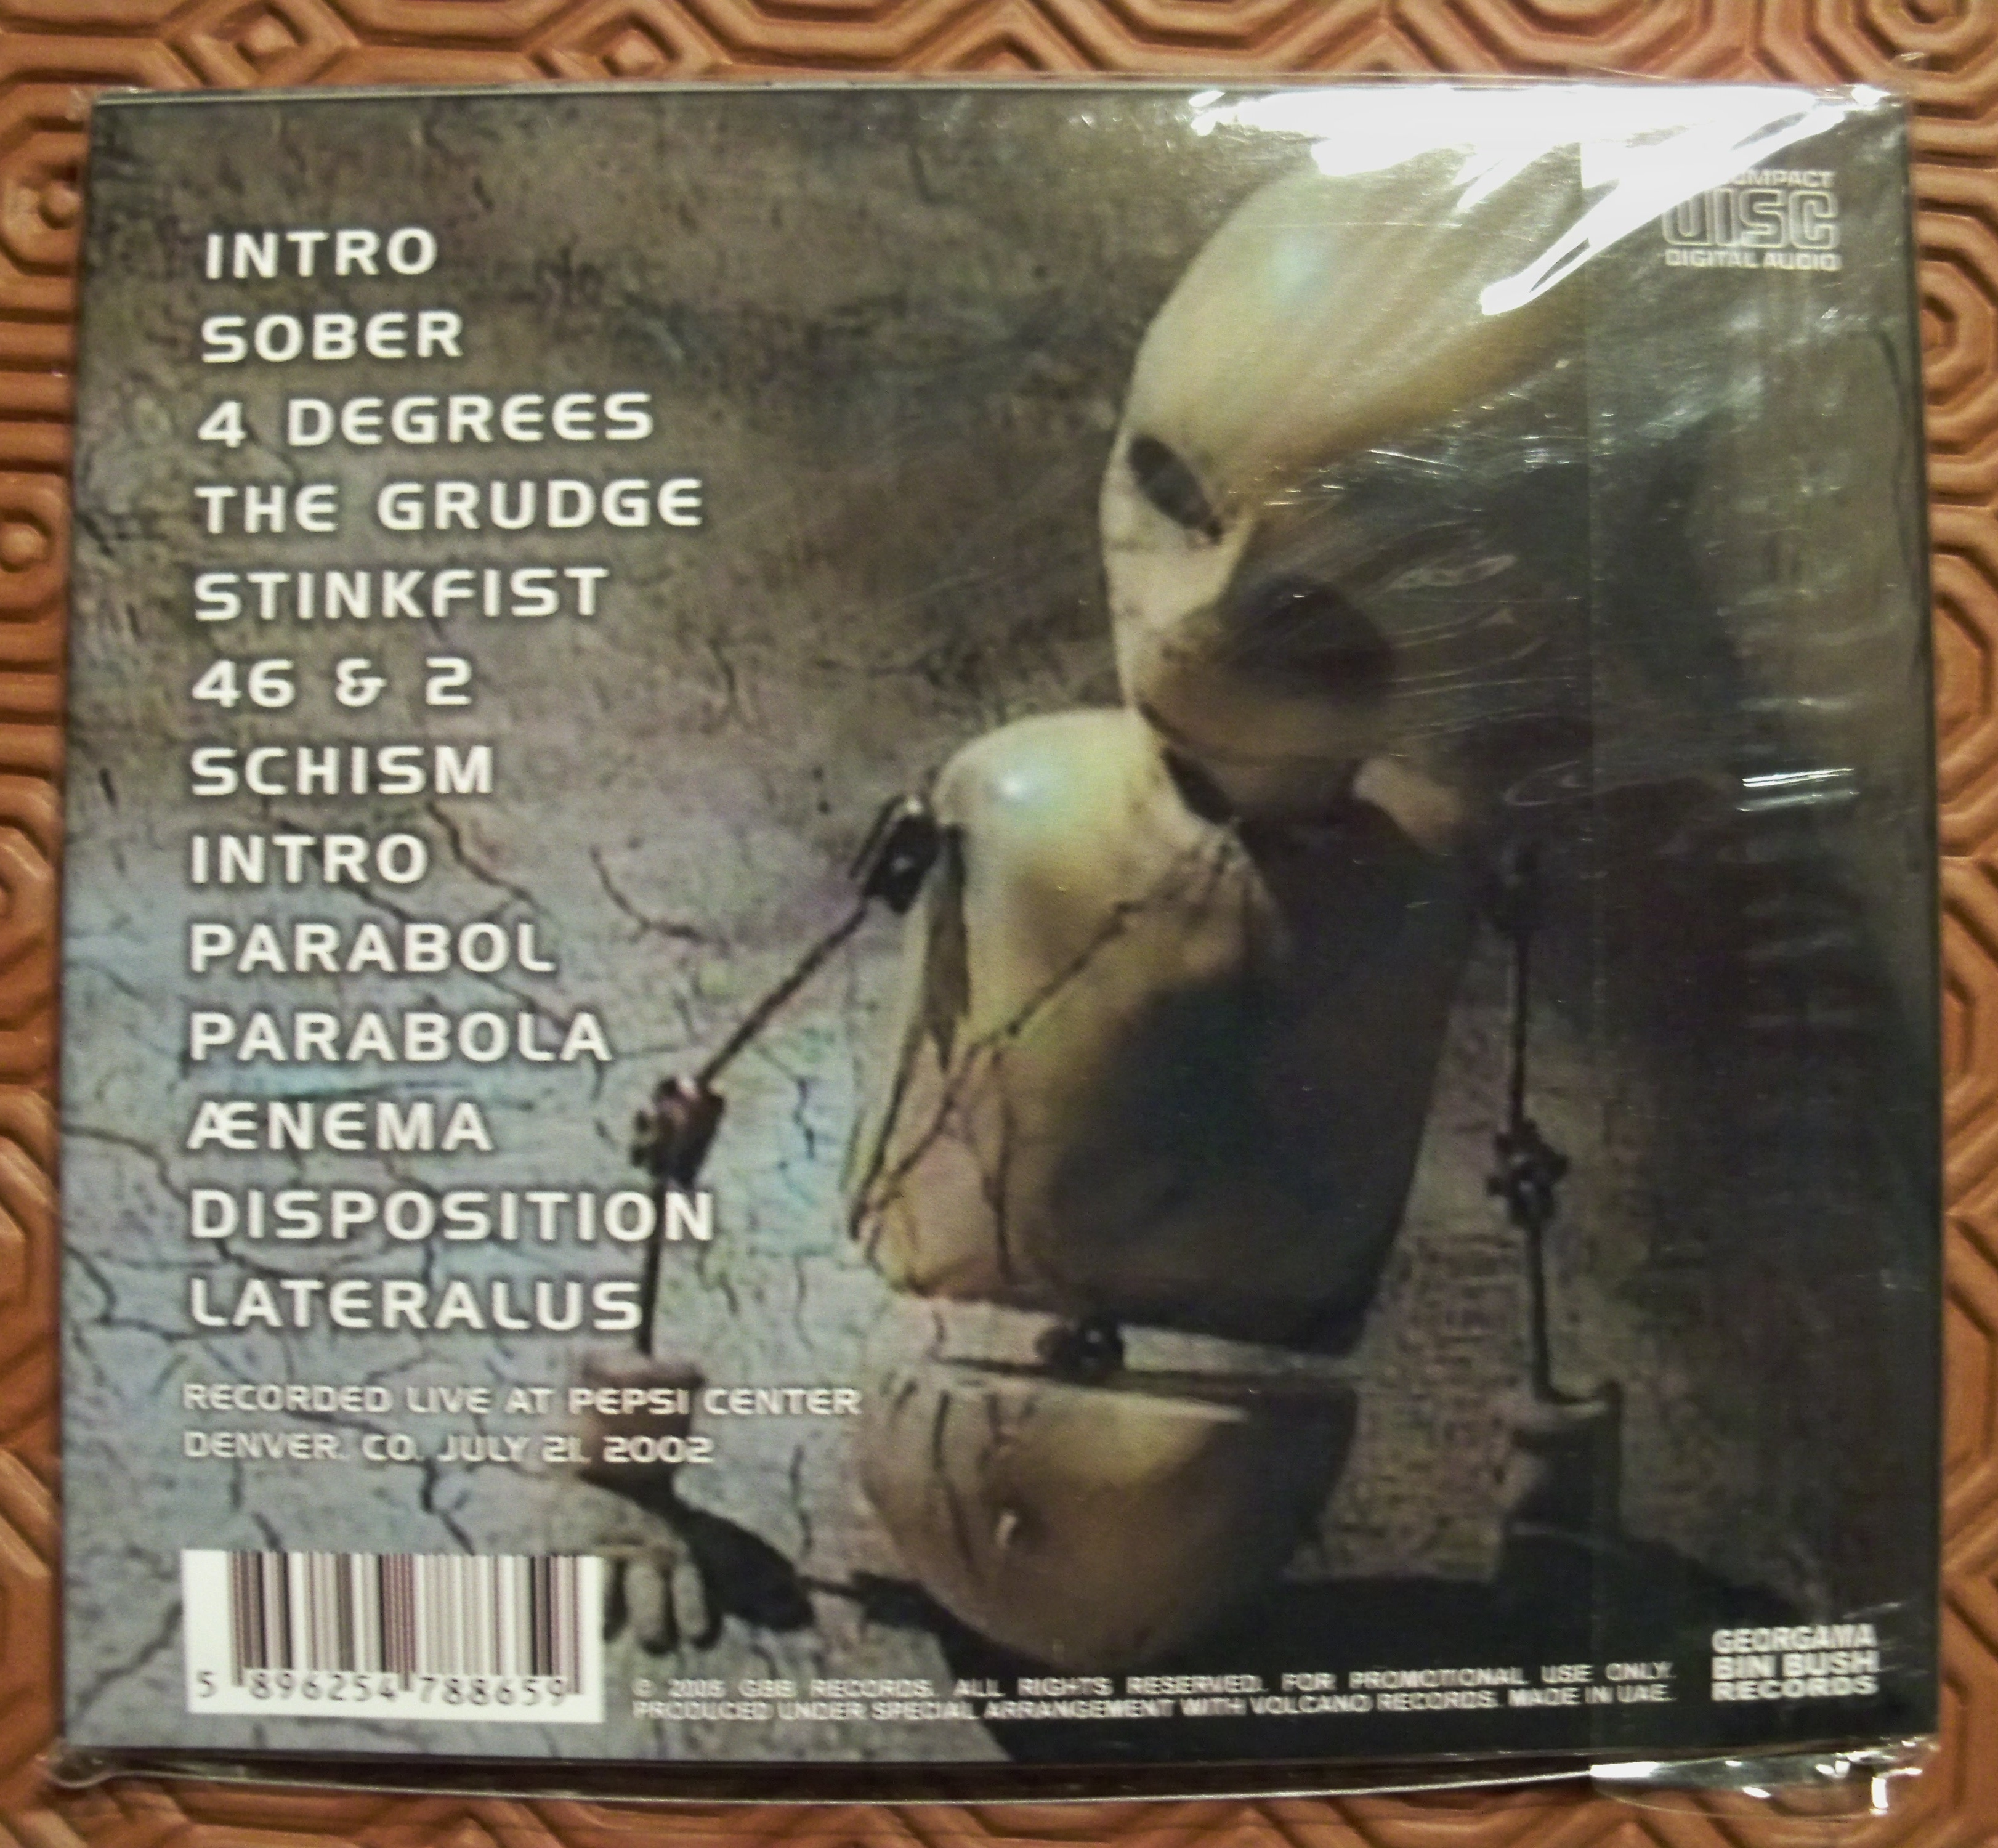 INTRO
SOBER
4 DEGREES
THE GRUDGE
STINKFIST
46 & 2
SCHISM
INTRO
PARABOL
PARABOLA
ÆNEMA
DISPOSITION
LATERALUS
RECORDED LIVE AT PEPSI CENTER
DENVER, CO. JULY 21, 2002
COMPACT
DISC
DIGITAL AUDIO
5 896254 788659
© 2005 GBB RECORDS. ALL RIGHTS RESERVED. FOR PROMOTIONAL USE ONLY.
PRODUCED UNDER SPECIAL ARRANGEMENT WITH VOLCANO RECORDS. MADE IN UAE.
GEORGAMA
BIN BUSH
RECORDS